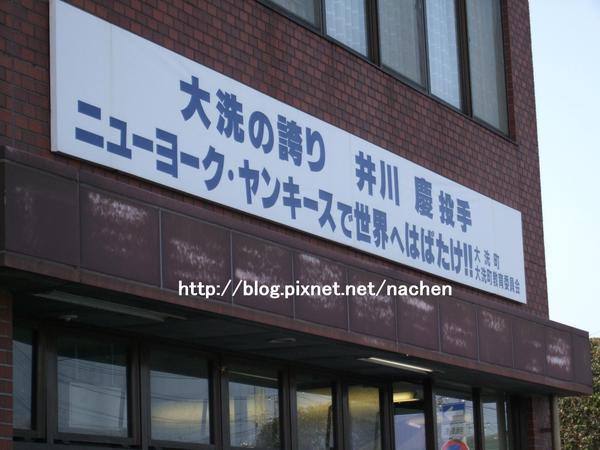 大洗の誇り 井川 慶投手
ニューヨーク・ヤンキースで世界へはばたけ!!
大洗町
大洗町教育委員会
http://blog.pixnet.net/nachen